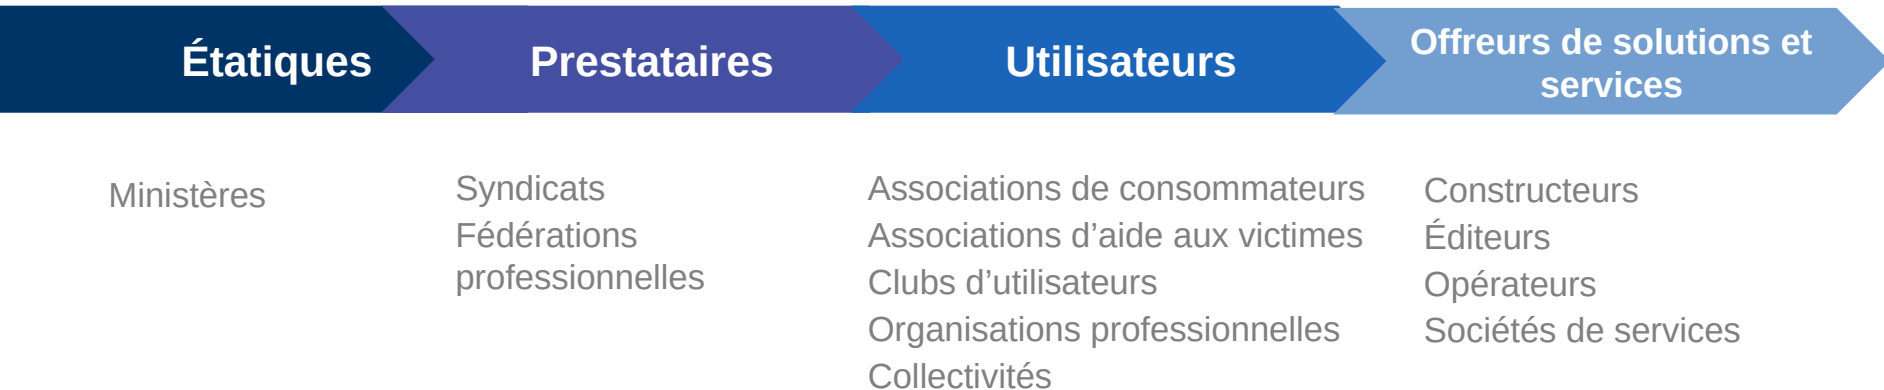 Étatiques
Prestataires
Utilisateurs
Offreurs de solutions et
services
Ministères
Syndicats
Fédérations
professionnelles
Associations de consommateurs
Associations d’aide aux victimes
Clubs d’utilisateurs
Organisations professionnelles
Collectivités
Constructeurs
Éditeurs
Opérateurs
Sociétés de services